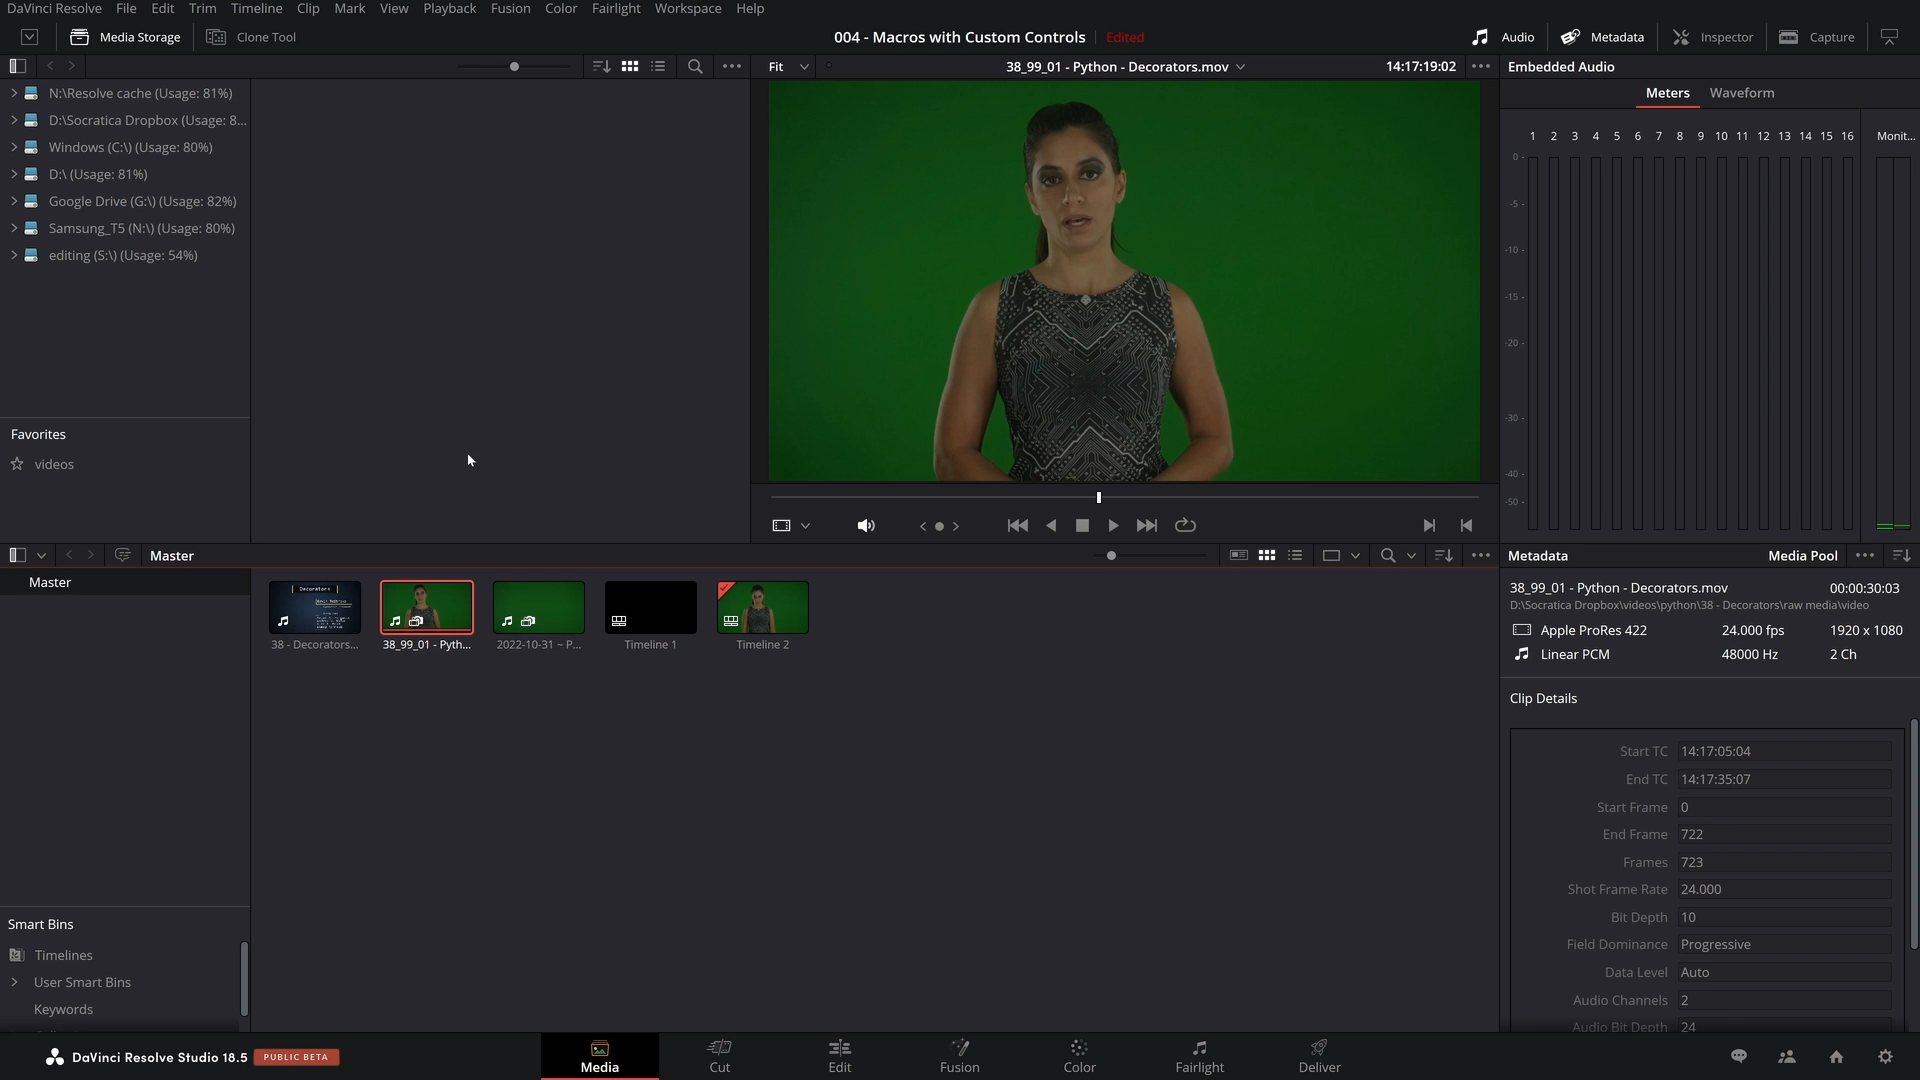 DaVinci Resolve File Edit Trim Timeline Clip Mark View Playback Fusion Color Fairlight Workspace Help
Media Storage Clone Tool 004 - Macros with Custom Controls Edited Audio Metadata Inspector Capture
Fit 38_99_01 - Python - Decorators.mov 14:17:19:02 Embedded Audio
N:\Resolve cache (Usage: 81%)
D:\Socratica Dropbox (Usage: 8...
Windows (C:\) (Usage: 80%)
D:\ (Usage: 81%)
Google Drive (G:\) (Usage: 82%)
Samsung_T5 (N:\) (Usage: 80%)
editing (S:\) (Usage: 54%)
Favorites
videos
Meters Waveform
1 2 3 4 5 6 7 8 9 10 11 12 13 14 15 16 Monit...
0
-5
-10
-15
-20
-30
-40
-50
Master
Master
Decorators
38 - Decorators...
38_99_01 - Pyth...
2022-10-31 ~ P...
Timeline 1
Timeline 2
Smart Bins
Timelines
User Smart Bins
Keywords
Metadata Media Pool
38_99_01 - Python - Decorators.mov 00:00:30:03
D:\Socratica Dropbox\videos\python\38 - Decorators\raw media\video
Apple ProRes 422 24.000 fps 1920 x 1080
Linear PCM 48000 Hz 2 Ch
Clip Details
Start TC 14:17:05:04
End TC 14:17:35:07
Start Frame 0
End Frame 722
Frames 723
Shot Frame Rate 24.000
Bit Depth 10
Field Dominance Progressive
Data Level Auto
Audio Channels 2
Audio Bit Depth 24
DaVinci Resolve Studio 18.5 PUBLIC BETA
Media Cut Edit Fusion Color Fairlight Deliver